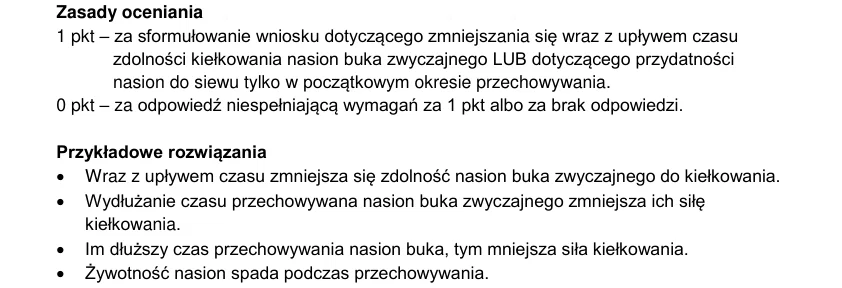 Zasady oceniania
1 pkt – za sformułowanie wniosku dotyczącego zmniejszania się wraz z upływem czasu
zdolności kiełkowania nasion buka zwyczajnego LUB dotyczącego przydatności
nasion do siewu tylko w początkowym okresie przechowywania.
0 pkt – za odpowiedź niespełniającą wymagań za 1 pkt albo za brak odpowiedzi.
Przykładowe rozwiązania
• Wraz z upływem czasu zmniejsza się zdolność nasion buka zwyczajnego do kiełkowania.
• Wydłużanie czasu przechowywana nasion buka zwyczajnego zmniejsza ich siłę
kiełkowania.
• Im dłuższy czas przechowywania nasion buka, tym mniejsza siła kiełkowania.
• Żywotność nasion spada podczas przechowywania.